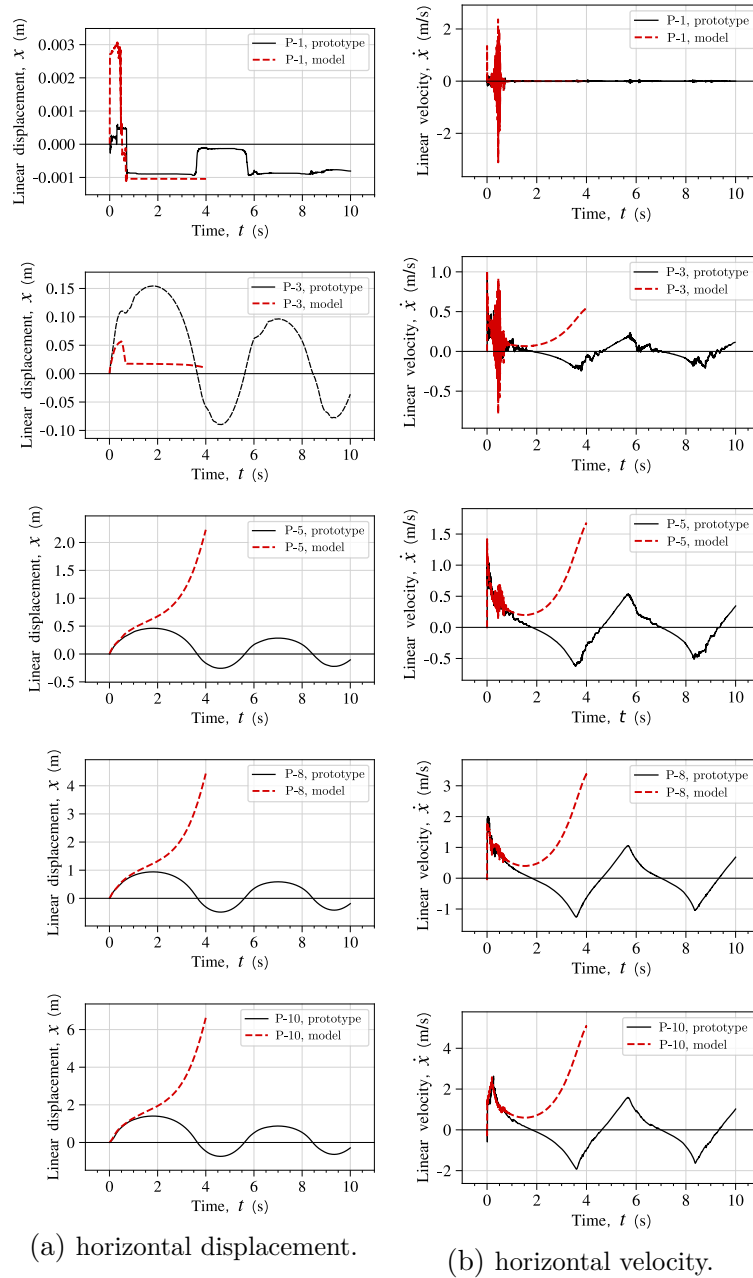 Linear displacement, x (m)
0.003
0.002
0.001
0.000
-0.001
P-1, prototype
P-1, model
0 2 4 6 8 10
Time, t (s)
Linear velocity, ẋ (m/s)
2
0
-2
P-1, prototype
P-1, model
0 2 4 6 8 10
Time, t (s)
Linear displacement, x (m)
0.15
0.10
0.05
0.00
-0.05
-0.10
P-3, prototype
P-3, model
0 2 4 6 8 10
Time, t (s)
Linear velocity, ẋ (m/s)
1.0
0.5
0.0
-0.5
P-3, prototype
P-3, model
0 2 4 6 8 10
Time, t (s)
Linear displacement, x (m)
2.0
1.5
1.0
0.5
0.0
-0.5
P-5, prototype
P-5, model
0 2 4 6 8 10
Time, t (s)
Linear velocity, ẋ (m/s)
1.5
1.0
0.5
0.0
-0.5
P-5, prototype
P-5, model
0 2 4 6 8 10
Time, t (s)
Linear displacement, x (m)
4
3
2
1
0
P-8, prototype
P-8, model
0 2 4 6 8 10
Time, t (s)
Linear velocity, ẋ (m/s)
3
2
1
0
-1
P-8, prototype
P-8, model
0 2 4 6 8 10
Time, t (s)
Linear displacement, x (m)
6
4
2
0
P-10, prototype
P-10, model
0 2 4 6 8 10
Time, t (s)
Linear velocity, ẋ (m/s)
4
2
0
-2
P-10, prototype
P-10, model
0 2 4 6 8 10
Time, t (s)
(a) horizontal displacement.
(b) horizontal velocity.